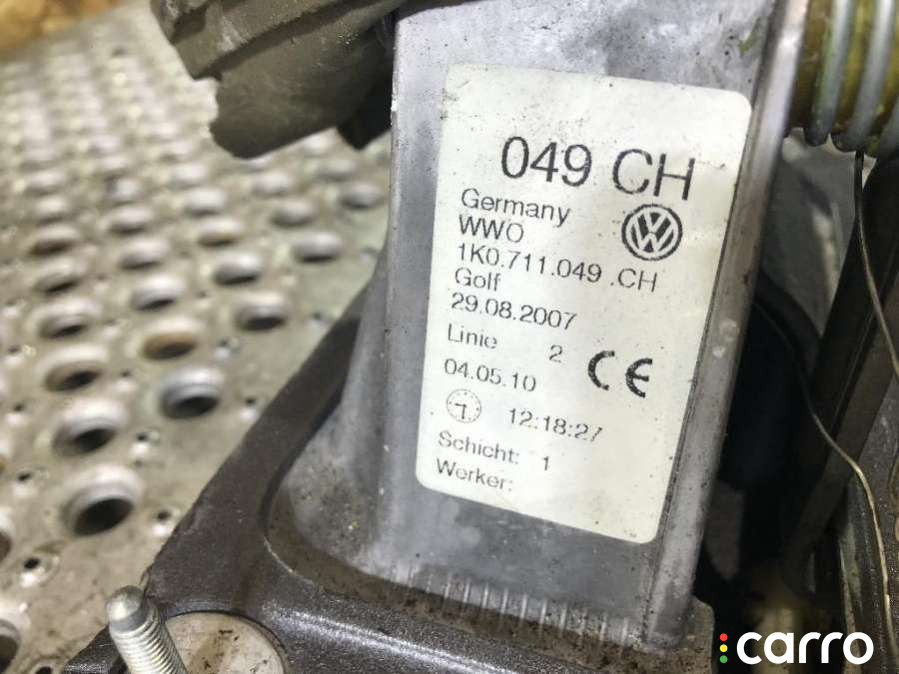 049 CH
Germany
WWO
1K0.711.049 .CH
Golf
29.08.2007
Linie 2
CE
04.05.10
12:18:27
Schicht: 1
Werker:
carro